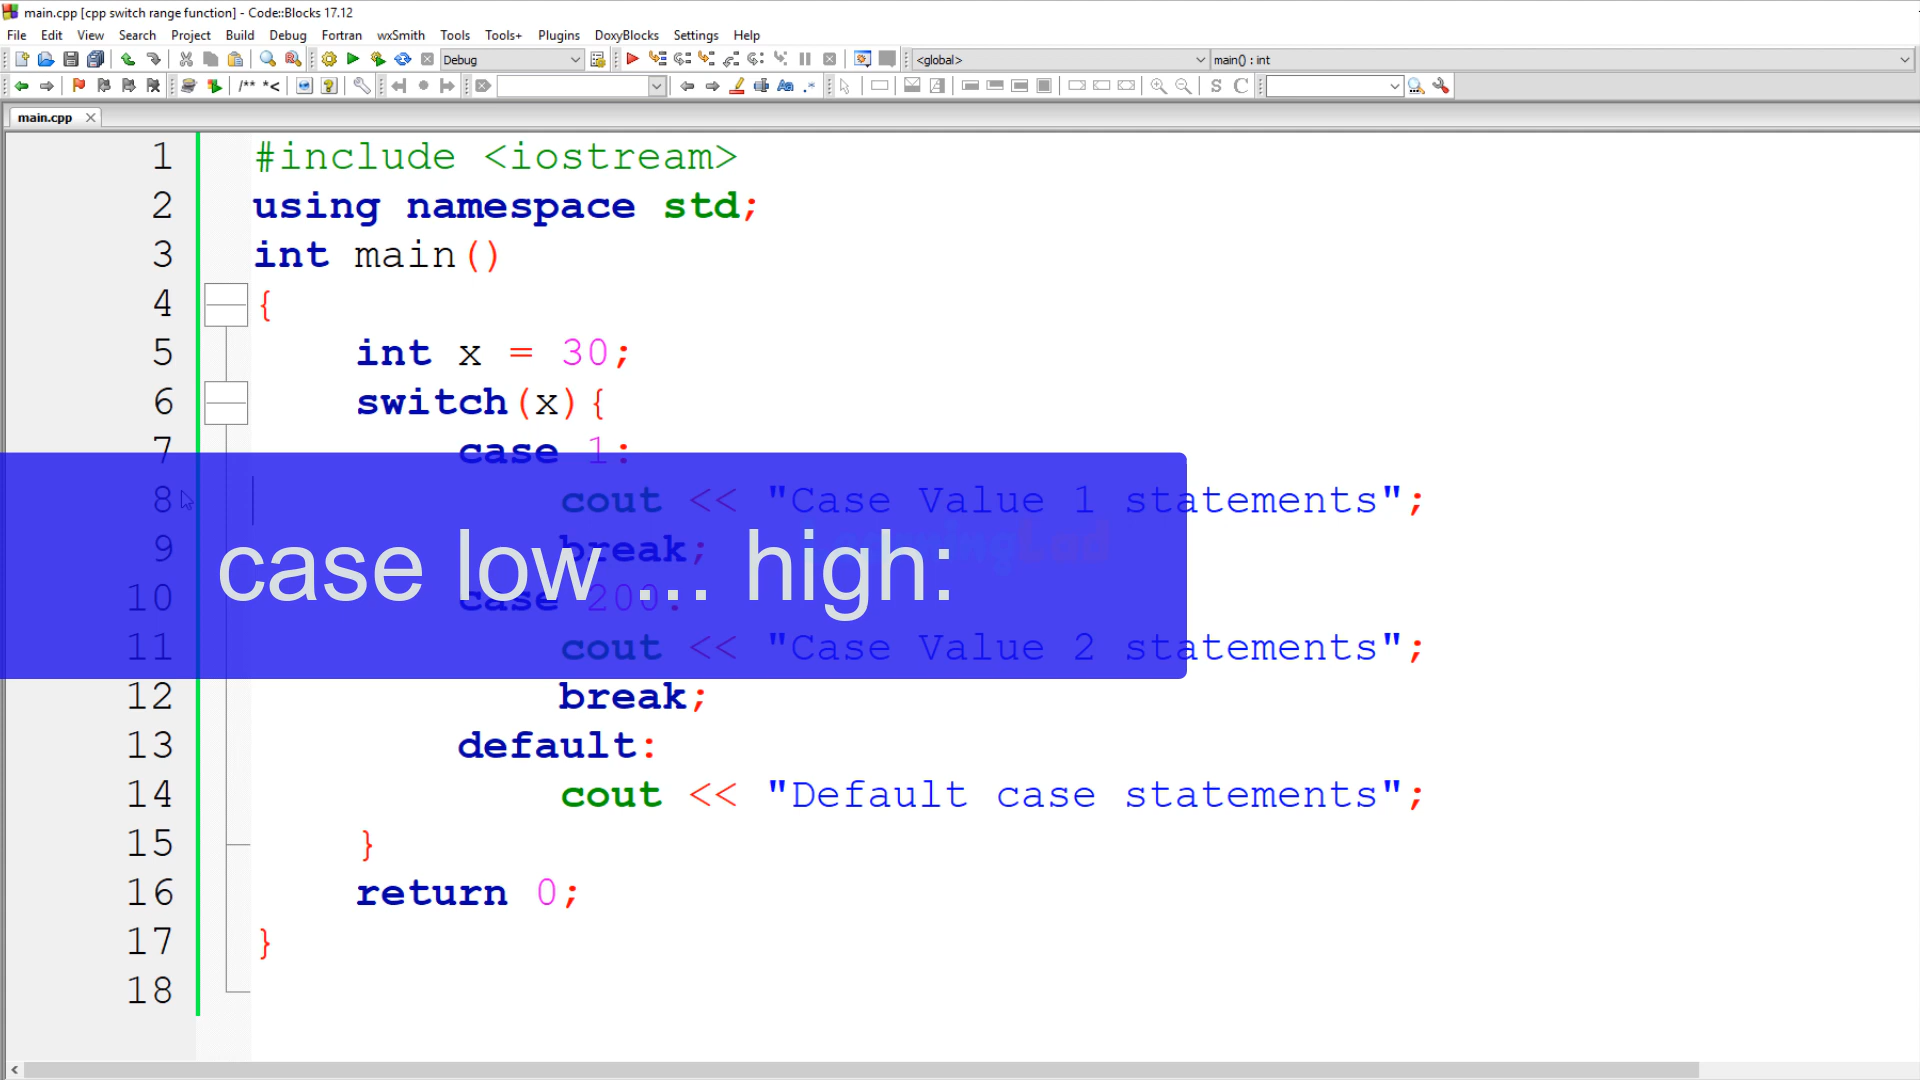 main.cpp [cpp switch range function] - Code::Blocks 17.12
File Edit View Search Project Build Debug Fortran wxSmith Tools Tools+ Plugins DoxyBlocks Settings Help
Debug <global> main() : int
/** *< Aa .* S C
main.cpp
1 #include <iostream>
2 using namespace std;
3 int main()
4 {
5 int x = 30;
6 switch(x){
7 case 1:
8 cout << "Case Value 1 statements";
9 break;
case low ... high:
10 case 200:
11 cout << "Case Value 2 statements";
12 break;
13 default:
14 cout << "Default case statements";
15 }
16 return 0;
17 }
18